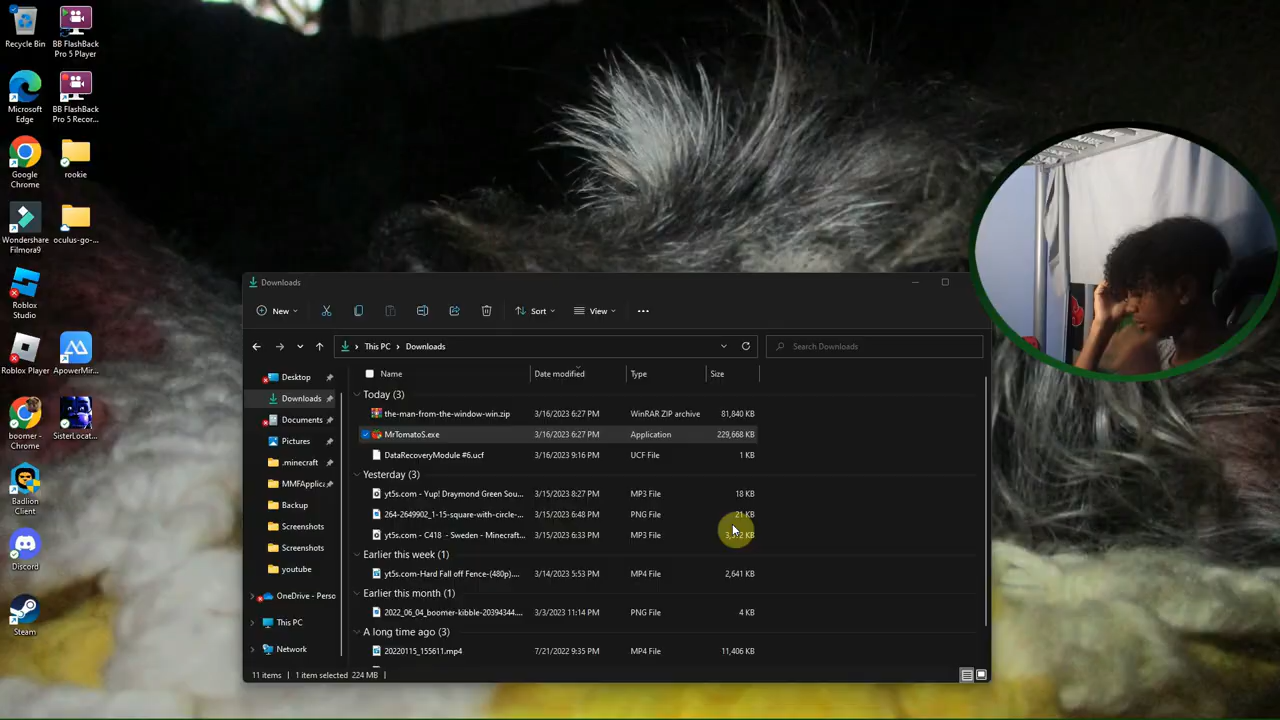 Recycle Bin
BB FlashBack
Pro 5 Player
Microsoft
Edge
BB FlashBack
Pro 5 Recor...
Google
Chrome
rookie
Wondershare
Filmora9
oculus-go-...
Roblox
Studio
Roblox Player
ApowerMir...
boomer -
Chrome
SisterLocat...
Badlion
Client
Discord
Steam
Downloads
New
Sort
View
This PC
Downloads
Search Downloads
Desktop
Downloads
Documents
Pictures
.minecraft
MMFApplica
Backup
Screenshots
Screenshots
youtube
OneDrive - Perso
This PC
Network
Name Date modified Type Size
Today (3)
the-man-from-the-window-win.zip 3/16/2023 6:27 PM WinRAR ZIP archive 81,840 KB
MrTomatoS.exe 3/16/2023 6:27 PM Application 229,668 KB
DataRecoveryModule #6.ucf 3/16/2023 9:16 PM UCF File 1 KB
Yesterday (3)
yt5s.com - Yup! Draymond Green Sou... 3/15/2023 8:27 PM MP3 File 18 KB
264-2649902_1-15-square-with-circle-... 3/15/2023 6:48 PM PNG File 21 KB
yt5s.com - C418 - Sweden - Minecraft... 3/15/2023 6:33 PM MP3 File KB
Earlier this week (1)
yt5s.com-Hard Fall off Fence-(480p).... 3/14/2023 5:53 PM MP4 File 2,641 KB
Earlier this month (1)
2022_06_04_boomer-kibble-20394344.... 3/3/2023 11:14 PM PNG File 4 KB
A long time ago (3)
20220115_155611.mp4 7/21/2022 9:35 PM MP4 File 11,406 KB
11 items 1 item selected 224 MB